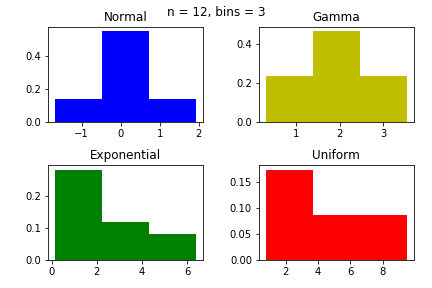 n = 12, bins = 3
Normal
Gamma
0.4
0.2
0.0
−1 0 1 2
0.4
0.2
0.0
1 2 3
Exponential
Uniform
0.2
0.1
0.0
0 2 4 6
0.15
0.10
0.05
0.00
2 4 6 8